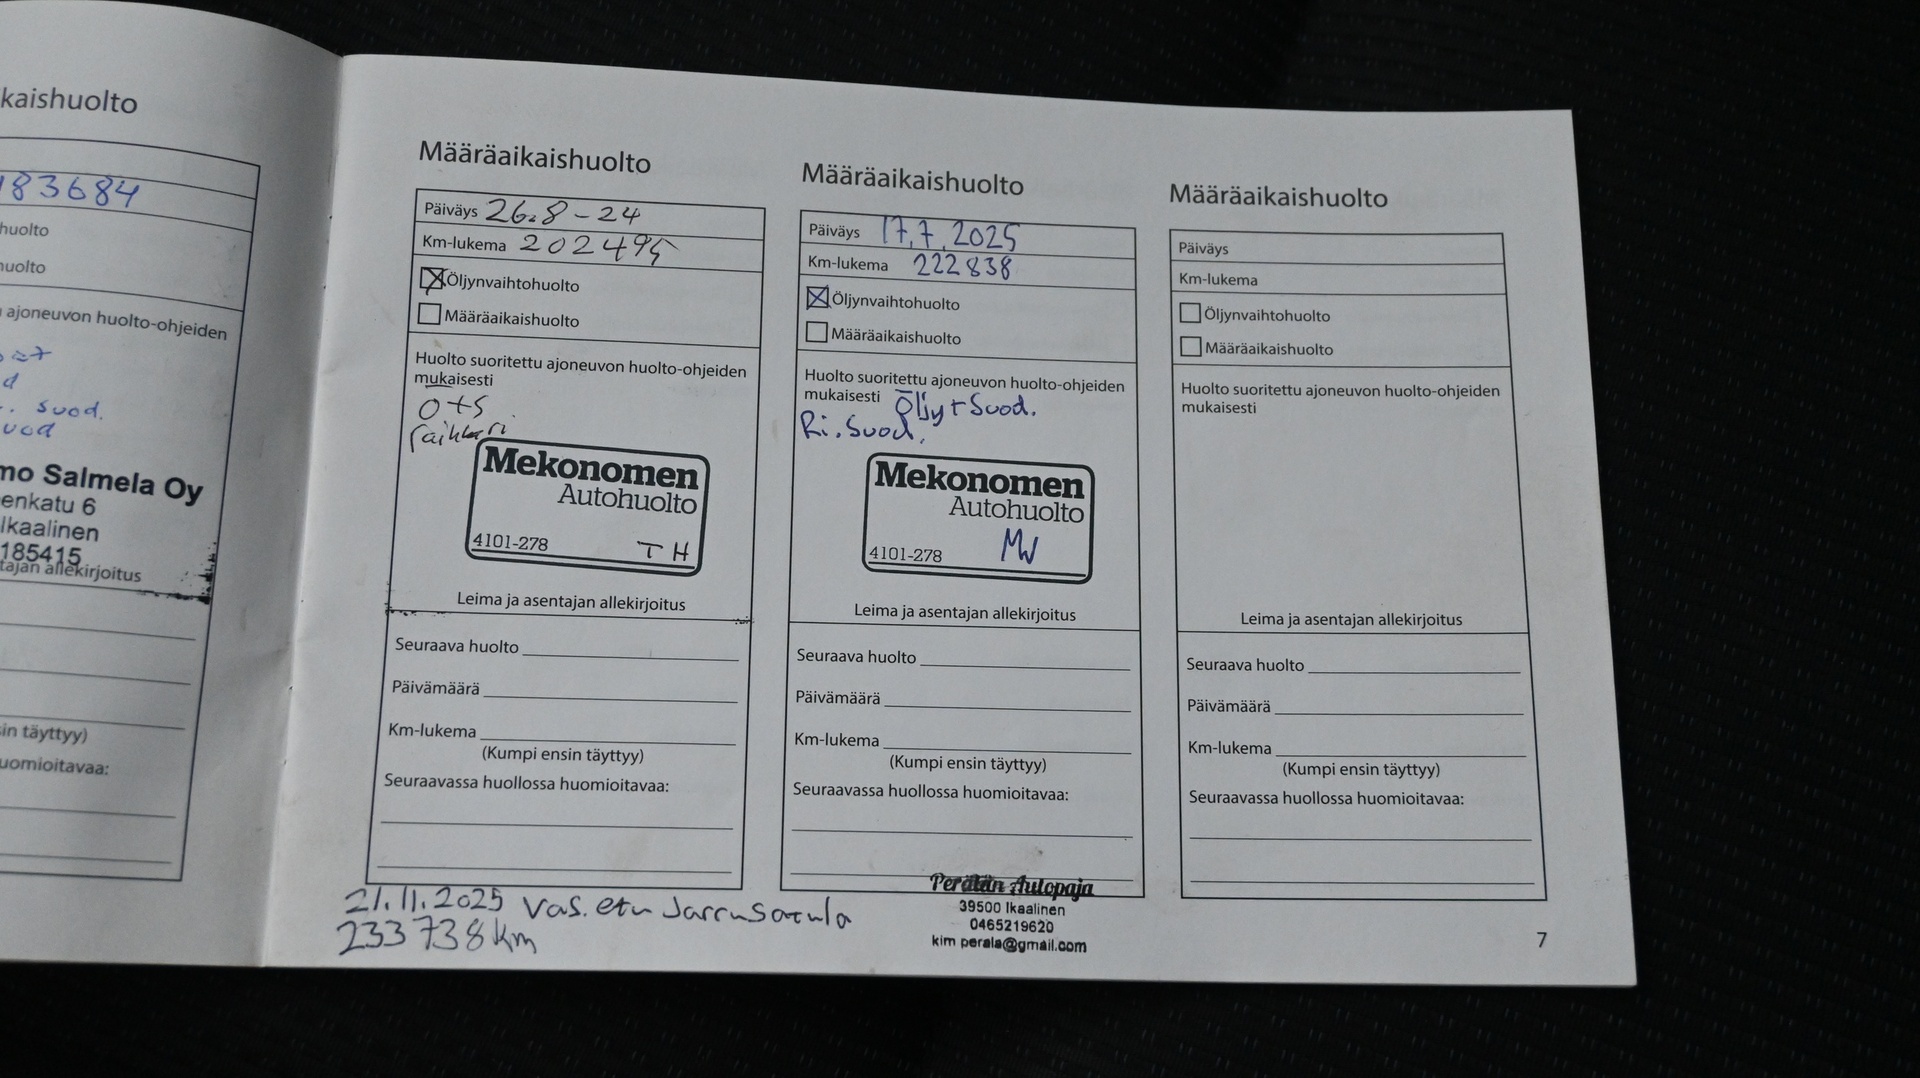 kaishuolto
183684
huolto
huolto
ajoneuvon huolto-ohjeiden
suod.
mo Salmela Oy
enkatu 6
Ikaalinen
185415
tajan allekirjoitus
in täyttyy)
uomioitavaa:
Määräaikaishuolto
Päiväys 26.8-24
Km-lukema 202495
Öljynvaihtohuolto
Määräaikaishuolto
Huolto suoritettu ajoneuvon huolto-ohjeiden
mukaisesti
O+S
Mekonomen
Autohuolto
4101-278 TH
Leima ja asentajan allekirjoitus
Seuraava huolto
Päivämäärä
Km-lukema
(Kumpi ensin täyttyy)
Seuraavassa huollossa huomioitavaa:
Määräaikaishuolto
Päiväys 17.7.2025
Km-lukema 222838
Öljynvaihtohuolto
Määräaikaishuolto
Huolto suoritettu ajoneuvon huolto-ohjeiden
mukaisesti Öljy+Suod.
Ri.Suod.
Mekonomen
Autohuolto
4101-278
Leima ja asentajan allekirjoitus
Seuraava huolto
Päivämäärä
Km-lukema
(Kumpi ensin täyttyy)
Seuraavassa huollossa huomioitavaa:
Määräaikaishuolto
Päiväys
Km-lukema
Öljynvaihtohuolto
Määräaikaishuolto
Huolto suoritettu ajoneuvon huolto-ohjeiden
mukaisesti
Leima ja asentajan allekirjoitus
Seuraava huolto
Päivämäärä
Km-lukema
(Kumpi ensin täyttyy)
Seuraavassa huollossa huomioitavaa:
21.11.2025 Vas. etu Jarrusatula
233738km
Perälän Autopaja
39500 Ikaalinen
0465219620
kim perala@gmail.com
7